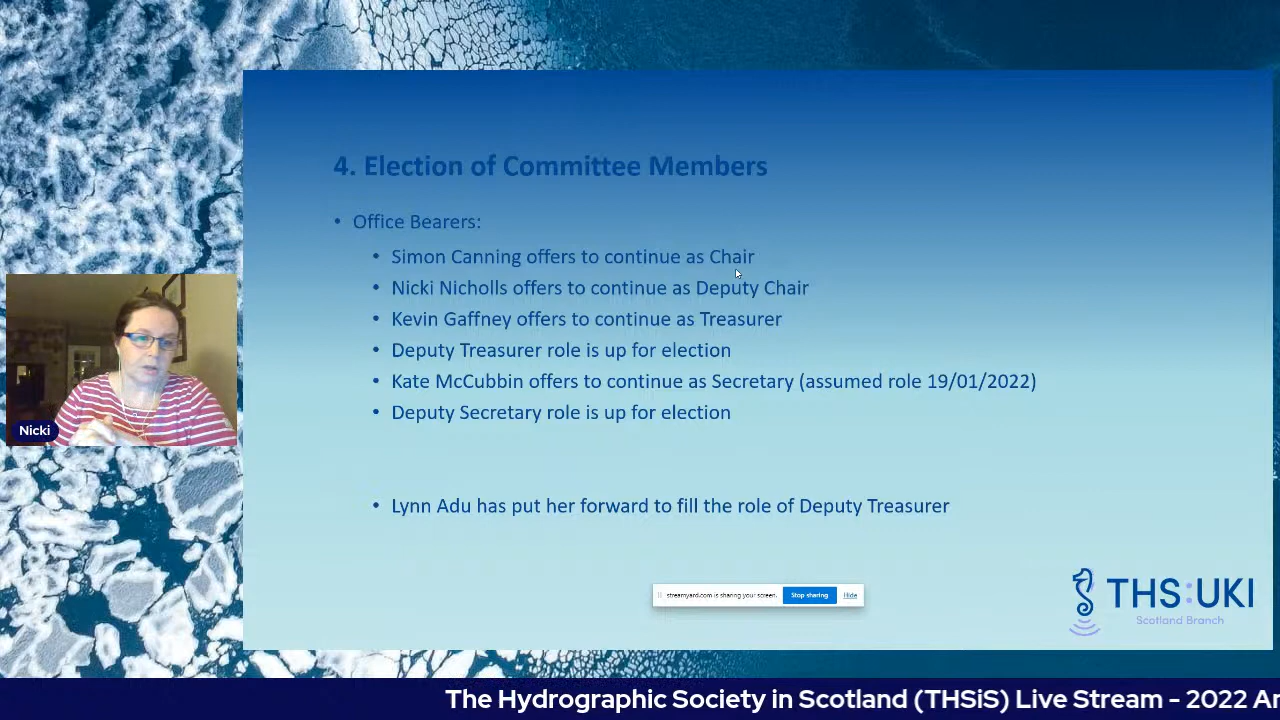 4. Election of Committee Members
• Office Bearers:
• Simon Canning offers to continue as Chair
• Nicki Nicholls offers to continue as Deputy Chair
• Kevin Gaffney offers to continue as Treasurer
• Deputy Treasurer role is up for election
• Kate McCubbin offers to continue as Secretary (assumed role 19/01/2022)
• Deputy Secretary role is up for election
• Lynn Adu has put her forward to fill the role of Deputy Treasurer
Nicki
streamyard.com is sharing your screen.
Stop sharing
Hide
THS:UKI
Scotland Branch
The Hydrographic Society in Scotland (THSiS) Live Stream - 2022 An